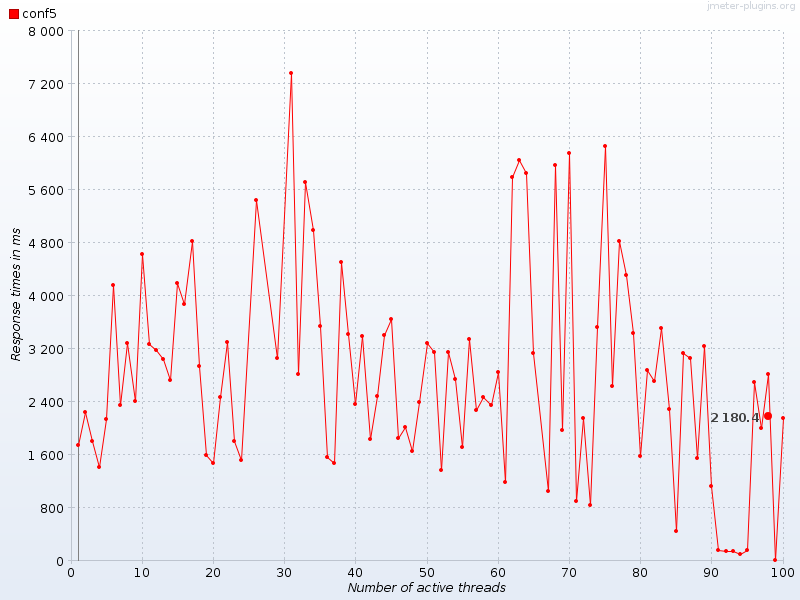 jmeter-plugins.org
conf5
8 000
7 200
6 400
5 600
4 800
4 000
3 200
2 400
1 600
800
0
Response times in ms
2 180.4
0 10 20 30 40 50 60 70 80 90 100
Number of active threads